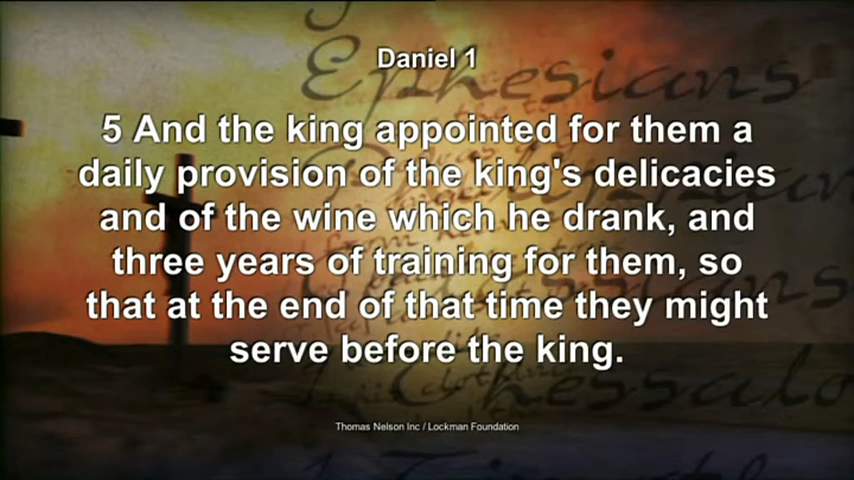 Daniel 1
5 And the king appointed for them a
daily provision of the king's delicacies
and of the wine which he drank, and
three years of training for them, so
that at the end of that time they might
serve before the king.
Thomas Nelson Inc / Lockman Foundation
Ephesians